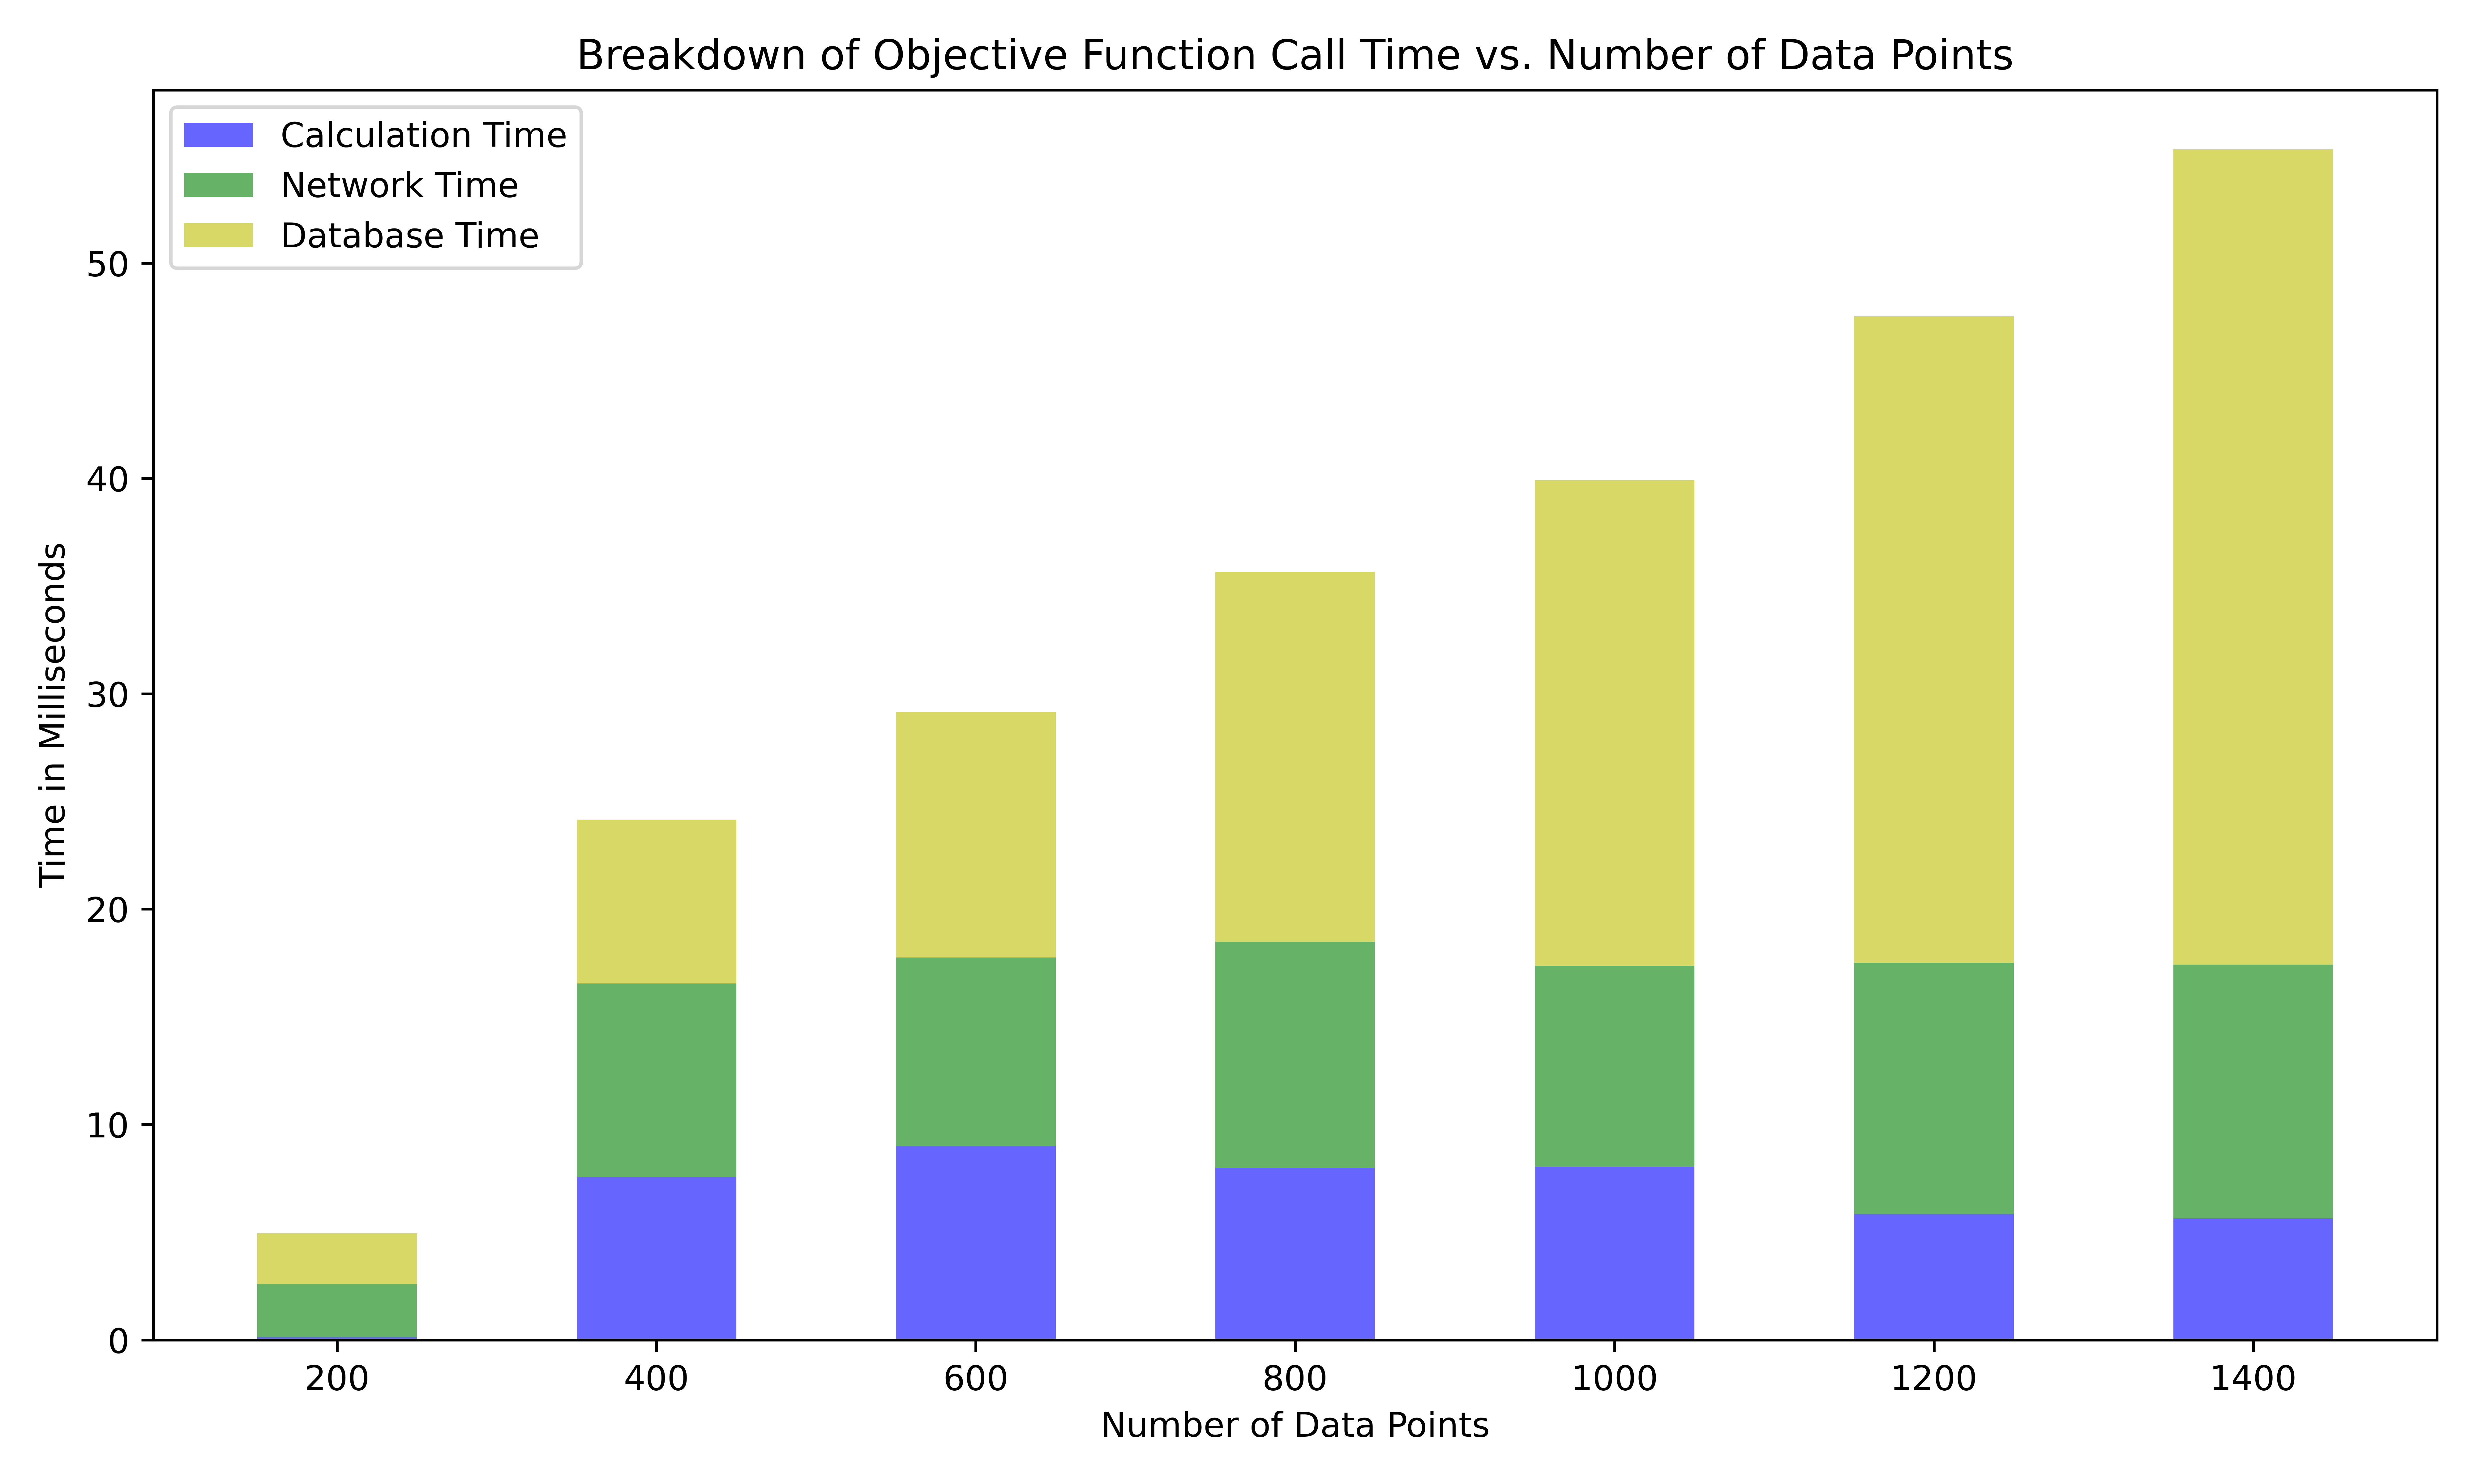 Breakdown of Objective Function Call Time vs. Number of Data Points
Calculation Time
Network Time
Database Time
Time in Milliseconds
50
40
30
20
10
0
200 400 600 800 1000 1200 1400
Number of Data Points